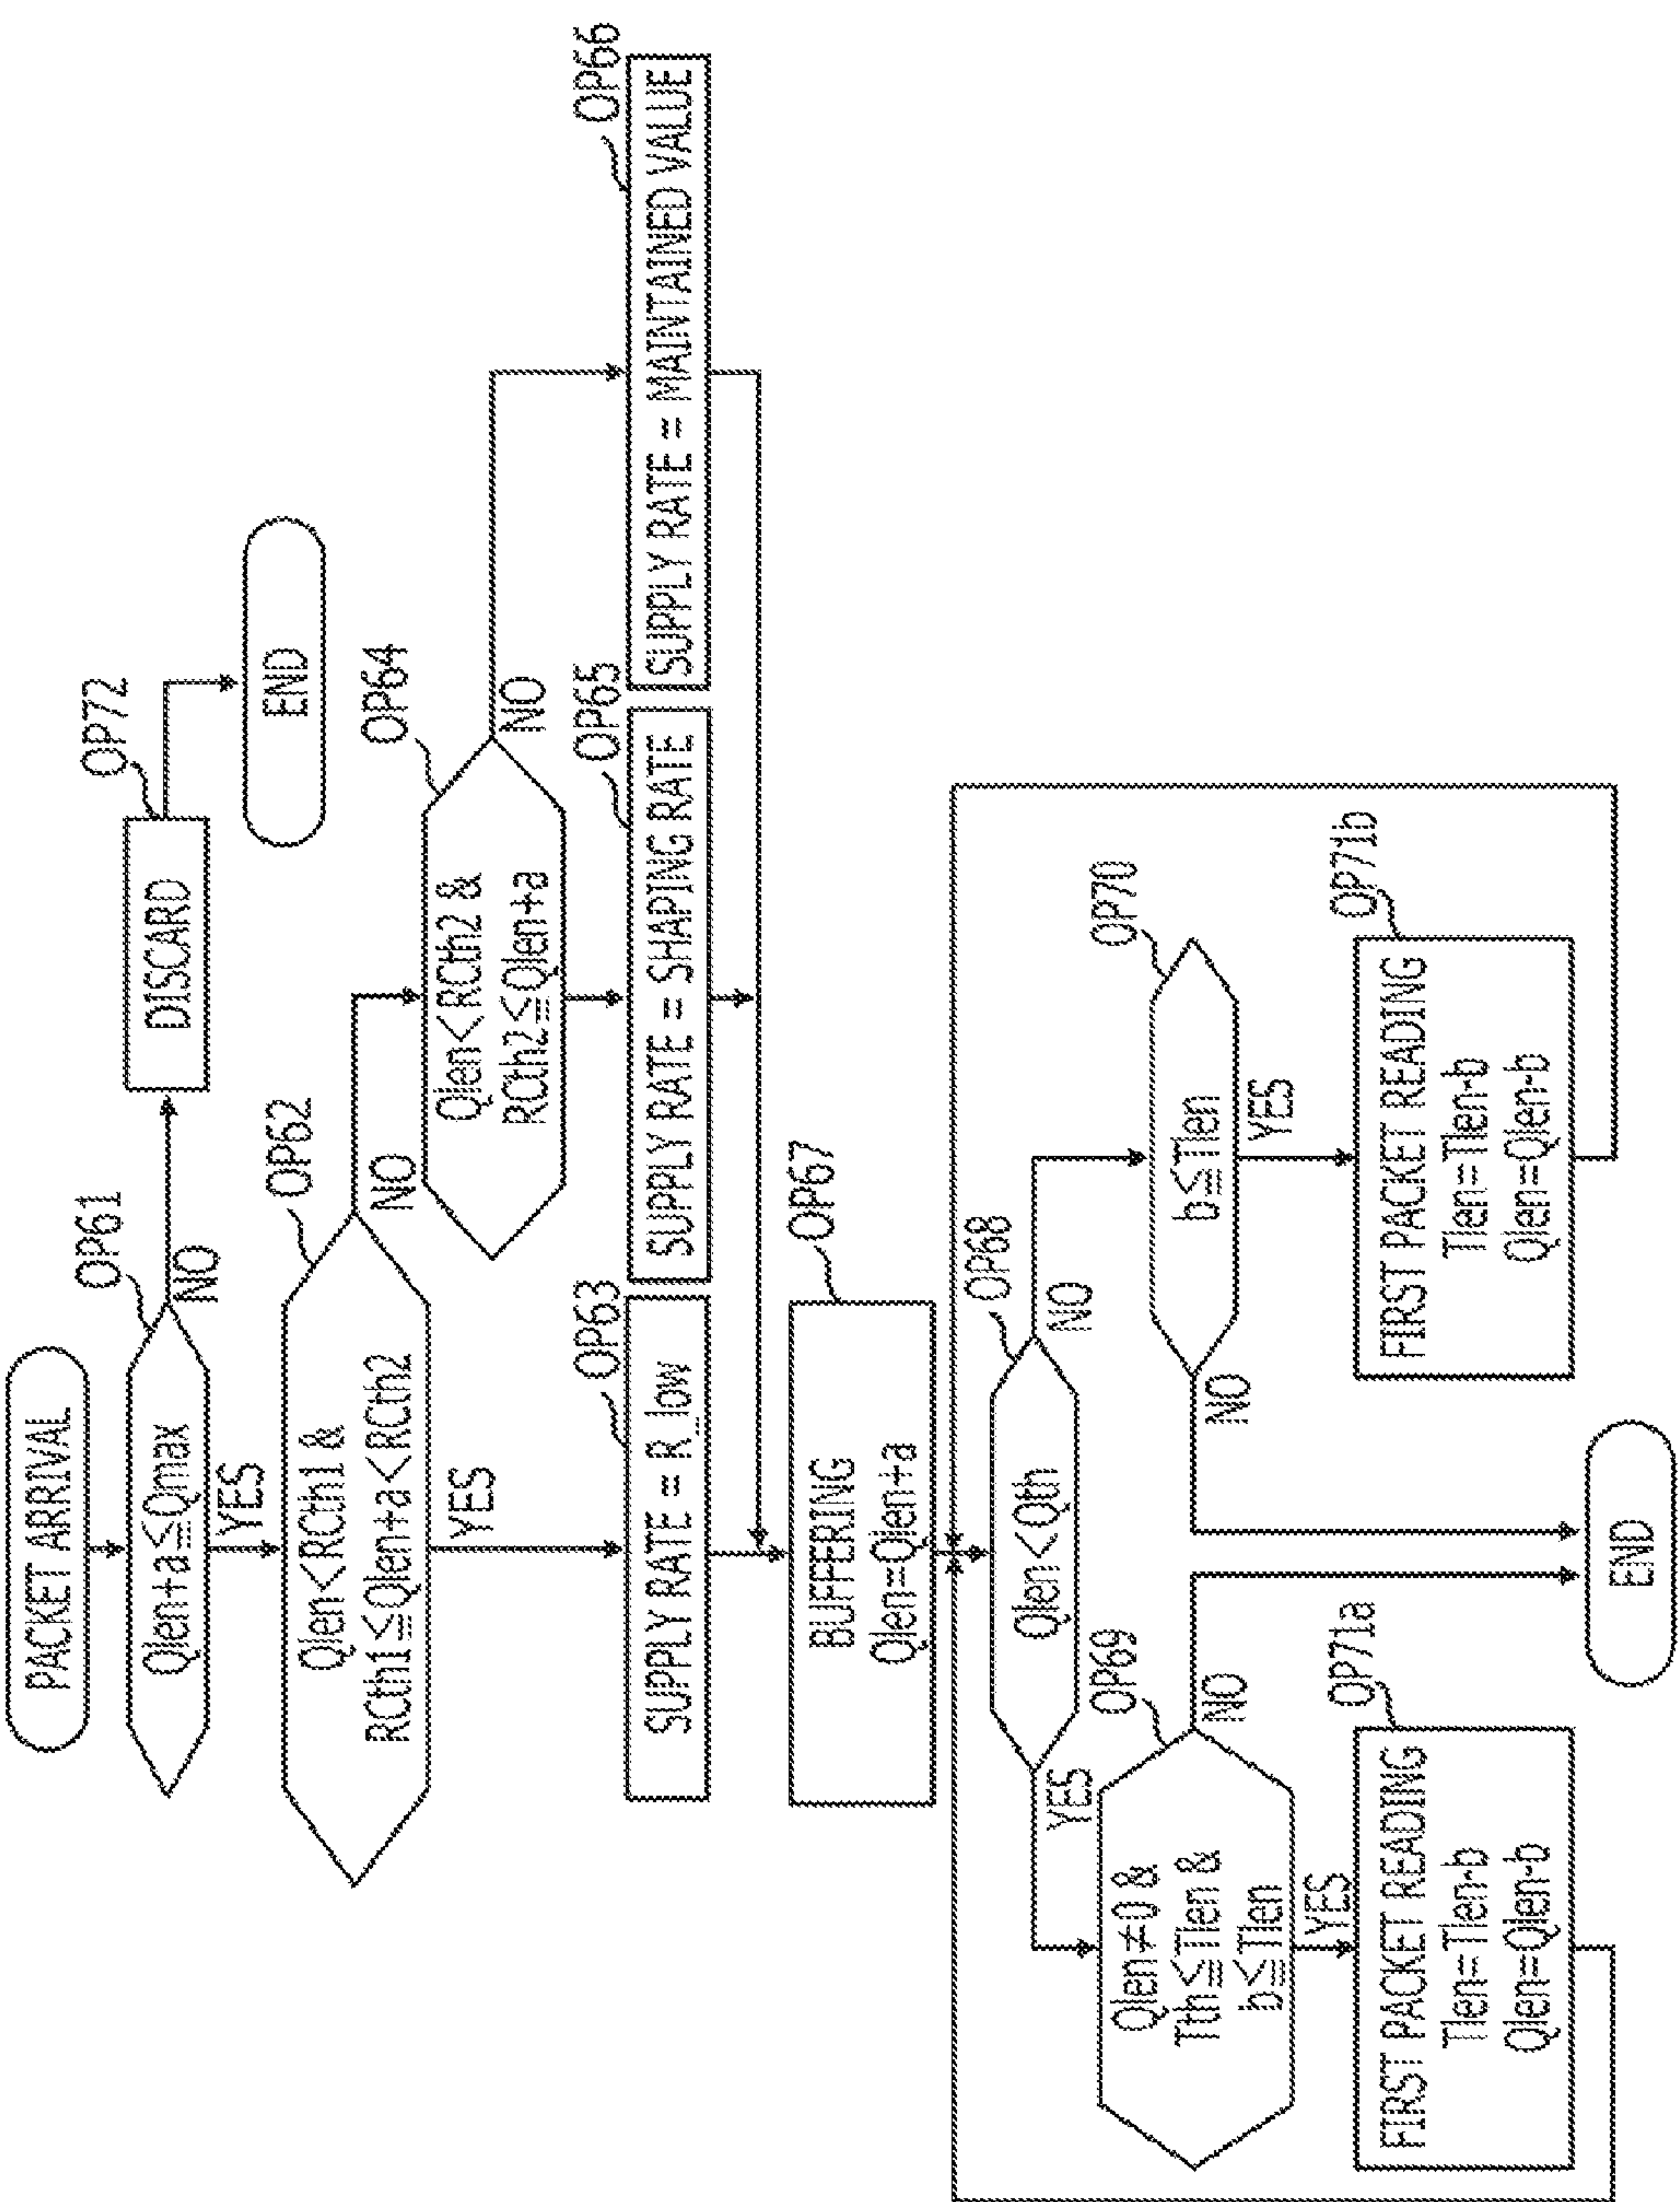 PACKET ARRIVAL
OP61
Qlen+a≦Qmax
NO
YES
OP72
DISCARD
END
OP62
Qlen<RCth1 &
RCth1≦Qlen+a<RCth2
NO
YES
OP64
Qlen<RCth2 &
RCth2≦Qlen+a
NO
OP63
SUPPLY RATE = R_low
OP65
SUPPLY RATE = SHAPING RATE
OP66
SUPPLY RATE = MAINTAINED VALUE
OP67
BUFFERING
Qlen=Qlen+a
OP68
Qlen<Qth
YES
NO
OP69
Qlen≠0 &
Tth≦Tlen &
b≦Tlen
NO
YES
OP70
b≦Tlen
NO
YES
OP71a
FIRST PACKET READING
Tlen=Tlen-b
Qlen=Qlen-b
OP71b
FIRST PACKET READING
Tlen=Tlen-b
Qlen=Qlen-b
END